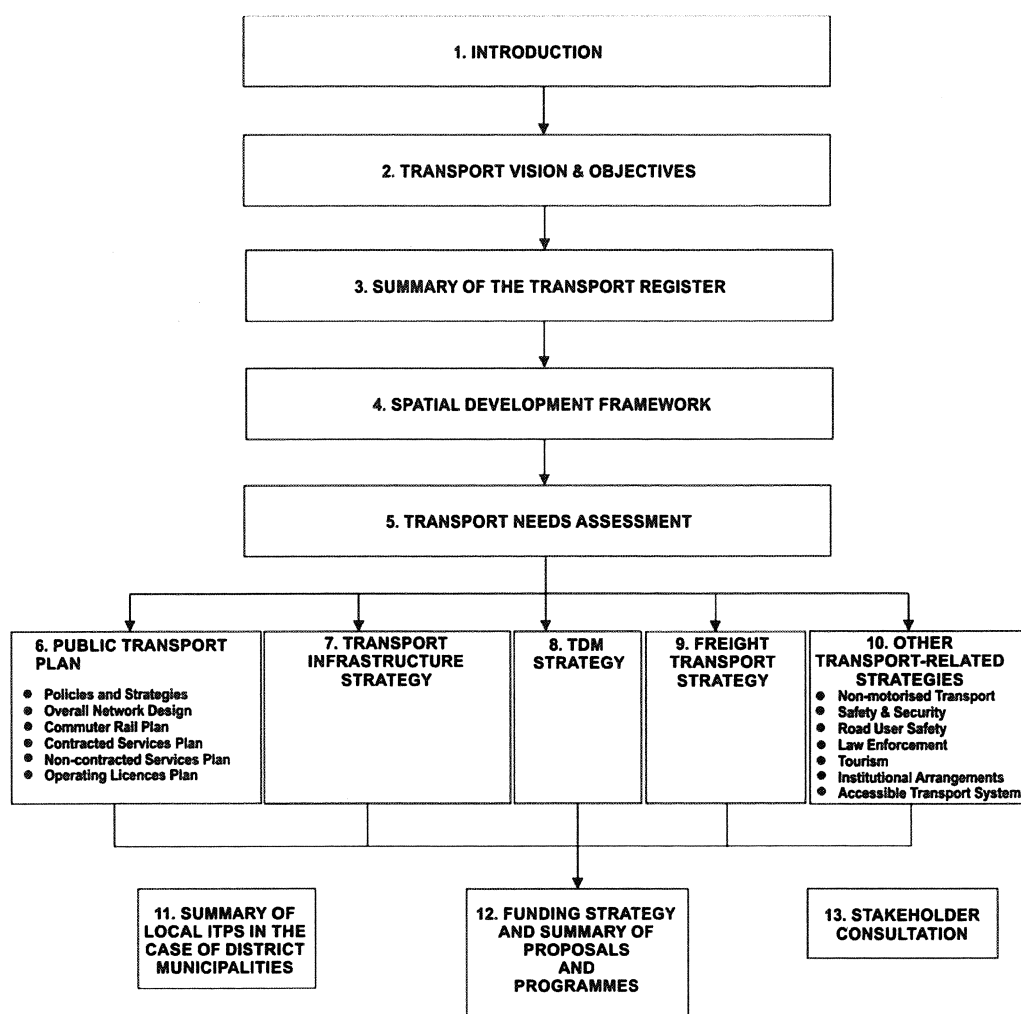 1. INTRODUCTION
2. TRANSPORT VISION & OBJECTIVES
3. SUMMARY OF THE TRANSPORT REGISTER
4. SPATIAL DEVELOPMENT FRAMEWORK
5. TRANSPORT NEEDS ASSESSMENT
6. PUBLIC TRANSPORT
PLAN
Policies and Strategies
Overall Network Design
Commuter Rail Plan
Contracted Services Plan
Non-contracted Services Plan
Operating Licences Plan
7. TRANSPORT
INFRASTRUCTURE
STRATEGY
8. TDM
STRATEGY
9. FREIGHT
TRANSPORT
STRATEGY
10. OTHER
TRANSPORT-RELATED
STRATEGIES
Non-motorised Transport
Safety & Security
Road User Safety
Law Enforcement
Tourism
Institutional Arrangements
Accessible Transport System
11. SUMMARY OF
LOCAL ITPS IN THE
CASE OF DISTRICT
MUNICIPALITIES
12. FUNDING STRATEGY
AND SUMMARY OF
PROPOSALS
AND
PROGRAMMES
13. STAKEHOLDER
CONSULTATION